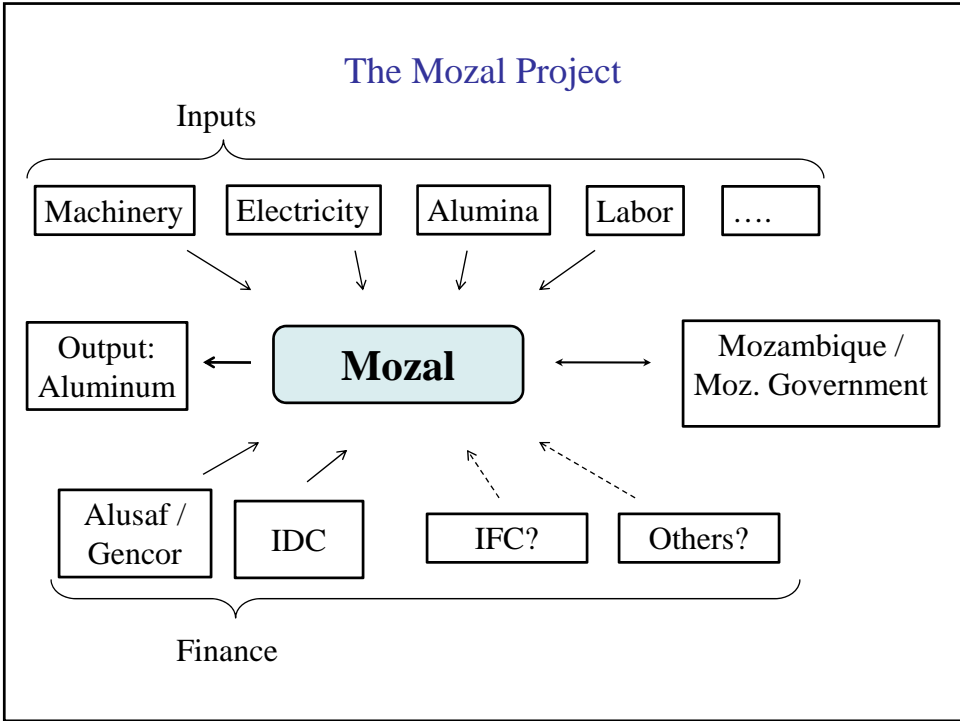 The Mozal Project
Inputs
Machinery
Electricity
Alumina
Labor
....
Output:
Aluminum
Mozal
Mozambique /
Moz. Government
Alusaf /
Gencor
IDC
IFC?
Others?
Finance